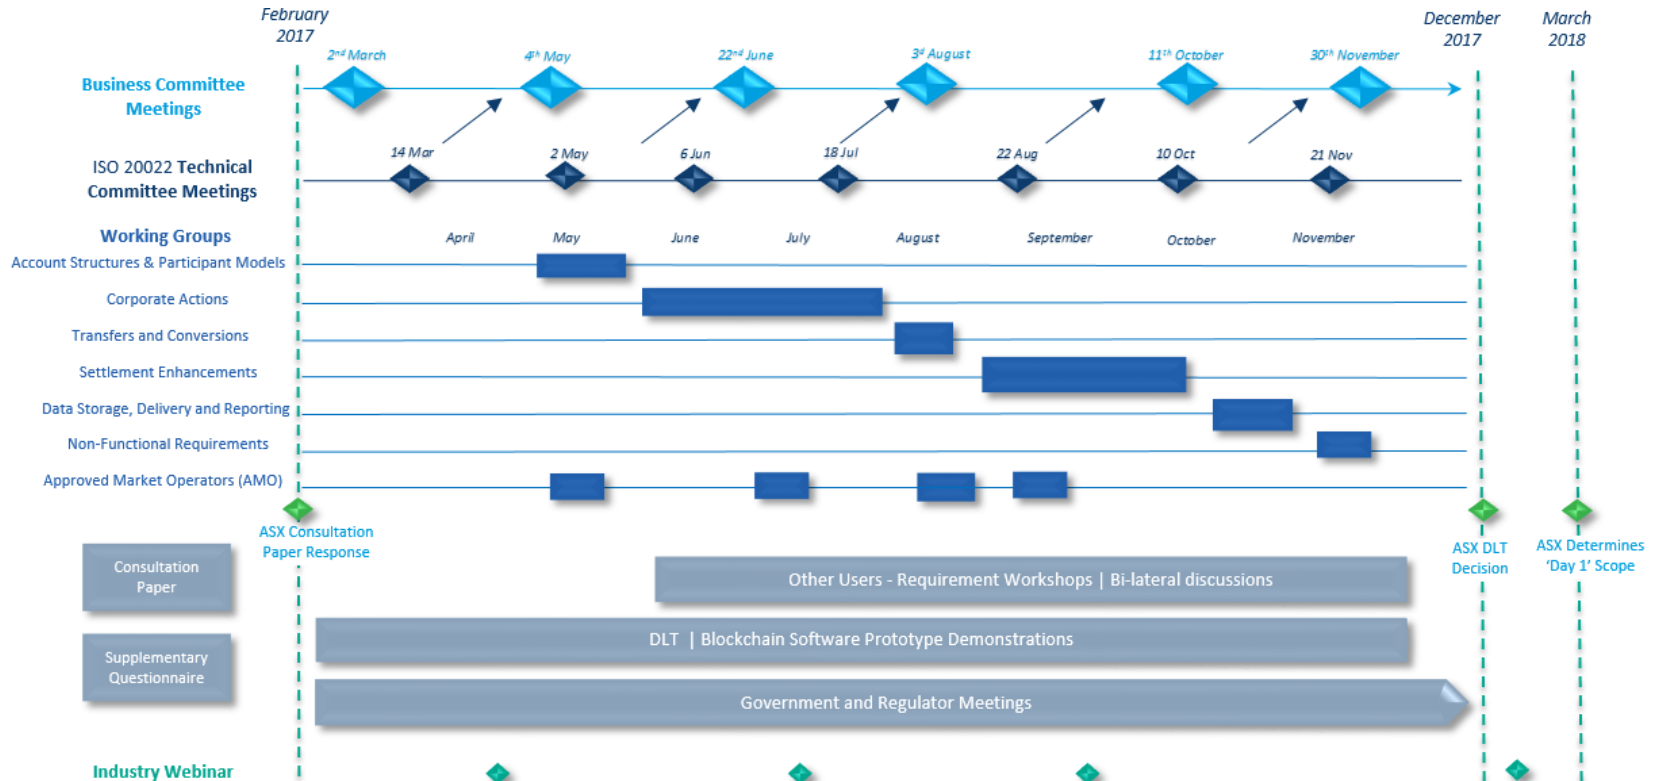 February
2017
December
2017
March
2018
2nd March
4th May
22nd June
3rd August
11th October
30th November
Business Committee
Meetings
14 Mar
2 May
6 Jun
18 Jul
22 Aug
10 Oct
21 Nov
ISO 20022 Technical
Committee Meetings
Working Groups
April
May
June
July
August
September
October
November
Account Structures & Participant Models
Corporate Actions
Transfers and Conversions
Settlement Enhancements
Data Storage, Delivery and Reporting
Non-Functional Requirements
Approved Market Operators (AMO)
ASX Consultation
Paper Response
ASX DLT
Decision
ASX Determines
‘Day 1’ Scope
Consultation
Paper
Other Users - Requirement Workshops | Bi-lateral discussions
DLT | Blockchain Software Prototype Demonstrations
Supplementary
Questionnaire
Government and Regulator Meetings
Industry Webinar